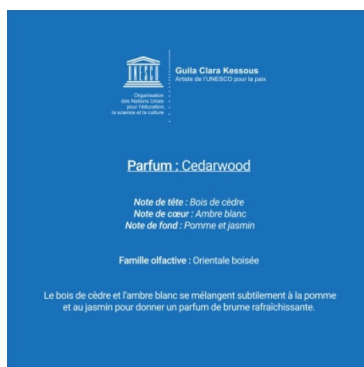 UNESCO
Organisation
des Nations Unies
pour l'éducation,
la science et la culture
Guila Clara Kessous
Artiste de l'UNESCO pour la paix
Parfum : Cedarwood
Note de tête : Bois de cèdre
Note de cœur : Ambre blanc
Note de fond : Pomme et jasmin
Famille olfactive : Orientale boisée
Le bois de cèdre et l'ambre blanc se mélangent subtilement à la pomme
et au jasmin pour donner un parfum de brume rafraîchissante.